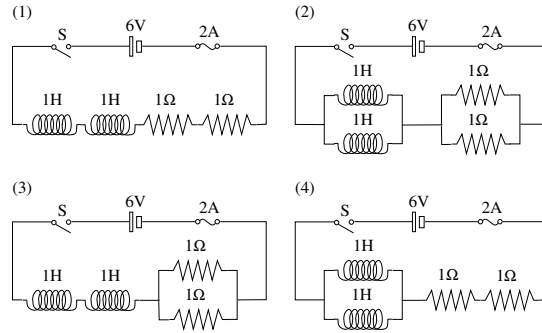 (1)
S 6V 2A
1H 1H 1Ω 1Ω
(2)
S 6V 2A
1H 1Ω
1H 1Ω
(3)
S 6V 2A
1Ω
1H 1H 1Ω
(4)
S 6V 2A
1H
1H 1Ω 1Ω